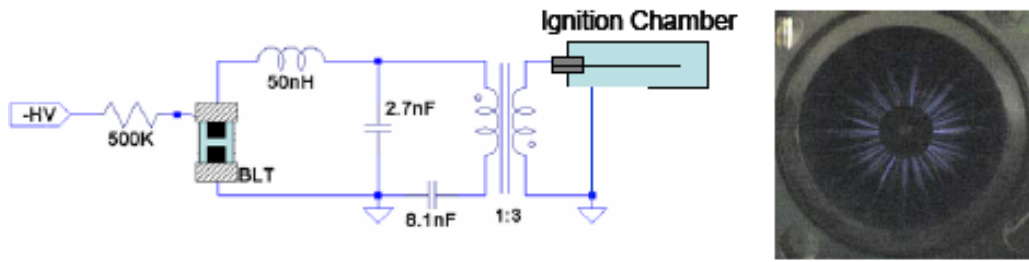 Ignition Chamber
50nH
-HV
500K
2.7nF
BLT
8.1nF
1:3